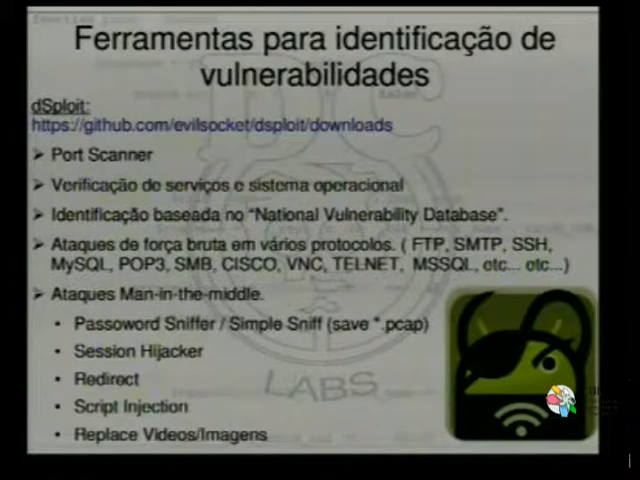 Ferramentas para identificação de
vulnerabilidades
dSploit:
https://github.com/evilsocket/dsploit/downloads
➢ Port Scanner
➢ Verificação de serviços e sistema operacional
➢ Identificação baseada no “National Vulnerability Database”.
➢ Ataques de força bruta em vários protocolos. ( FTP, SMTP, SSH,
MySQL, POP3, SMB, CISCO, VNC, TELNET, MSSQL, etc... etc...)
➢ Ataques Man-in-the-middle.
• Passoword Sniffer / Simple Sniff (save *.pcap)
• Session Hijacker
• Redirect
LABS
• Script Injection
• Replace Videos/Imagens